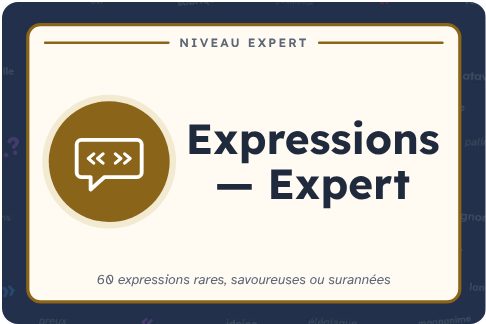 NIVEAU EXPERT
« »
Expressions
— Expert
60 expressions rares, savoureuses ou surannées